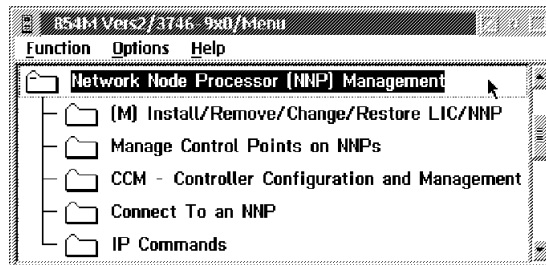 854M Vers2/3746-9x0/Menu
Function Options Help
Network Node Processor (NNP) Management
(M) Install/Remove/Change/Restore LIC/NNP
Manage Control Points on NNPs
CCM - Controller Configuration and Management
Connect To an NNP
IP Commands